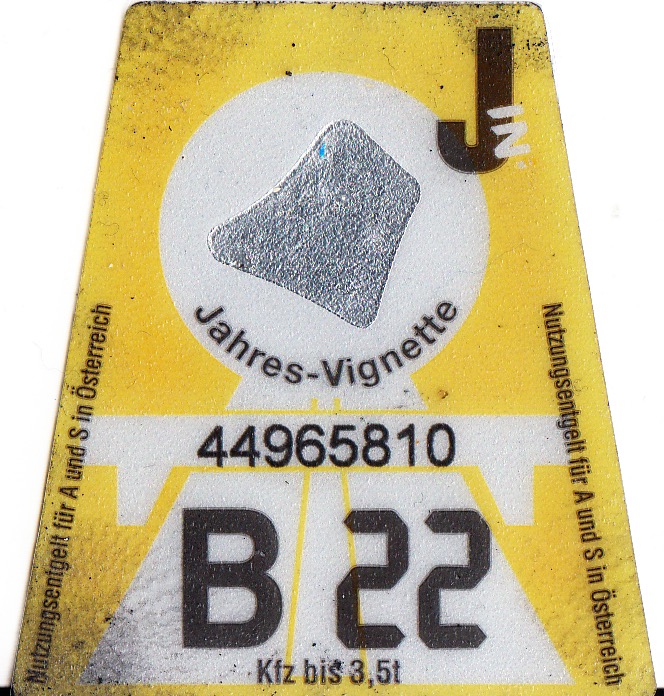 J
IN.
Jahres-Vignette
44965810
B 22
Kfz bis 3,5t
Nutzungsentgelt für A und S in Österreich
Nutzungsentgelt für A und S in Österreich